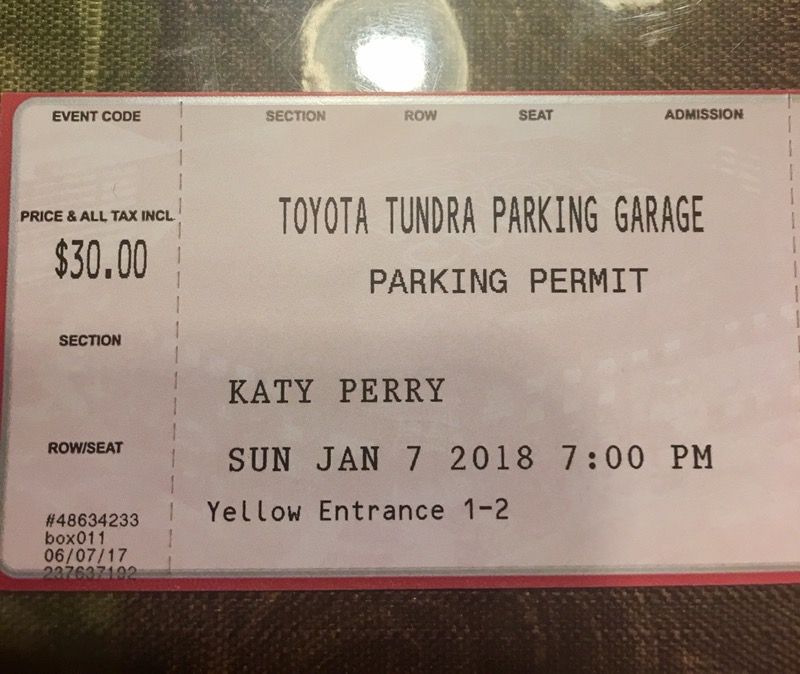 EVENT CODE SECTION ROW SEAT ADMISSION
PRICE & ALL TAX INCL
$30.00
TOYOTA TUNDRA PARKING GARAGE
PARKING PERMIT
SECTION
KATY PERRY
ROW/SEAT
SUN JAN 7 2018 7:00 PM
Yellow Entrance 1-2
#48634233
box011
06/07/17
237637192